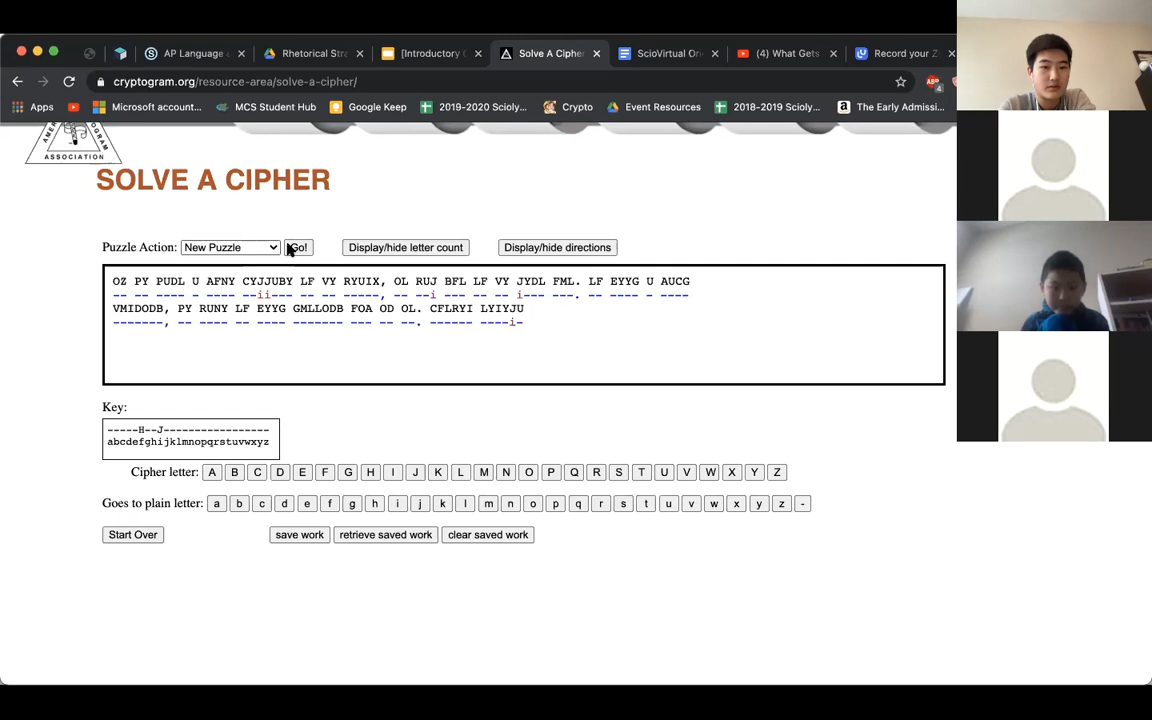 AP Language &
Rhetorical Stra
[Introductory C
Solve A Cipher
ScioVirtual Ori
(4) What Gets
Record your Z
cryptogram.org/resource-area/solve-a-cipher/
ABP
4
Apps
Microsoft account...
MCS Student Hub
Google Keep
2019-2020 Scioly...
Crypto
Event Resources
2018-2019 Scioly...
The Early Admissi...
ASSOCIATION
SOLVE A CIPHER
Puzzle Action: New Puzzle Go! Display/hide letter count Display/hide directions
OZ PY PUDL U AFNY CYJJUBY LF VY RYUIX, OL RUJ BFL LF VY JYDL FML. LF EYYG U AUCG
-- -- ---- - ---- --ii--- -- -- -----, -- --i --- -- -- i--- ---. -- ---- - ----
VMIDODB, PY RUNY LF EYYG GMLLODB FOA OD OL. CFLRYI LYIYJU
-------, -- ---- -- ---- ------- --- -- --. ------ ----i-
Key:
-----H--J-----------------
abcdefghijklmnopqrstuvwxyz
Cipher letter: A B C D E F G H I J K L M N O P Q R S T U V W X Y Z
Goes to plain letter: a b c d e f g h i j k l m n o p q r s t u v w x y z -
Start Over save work retrieve saved work clear saved work